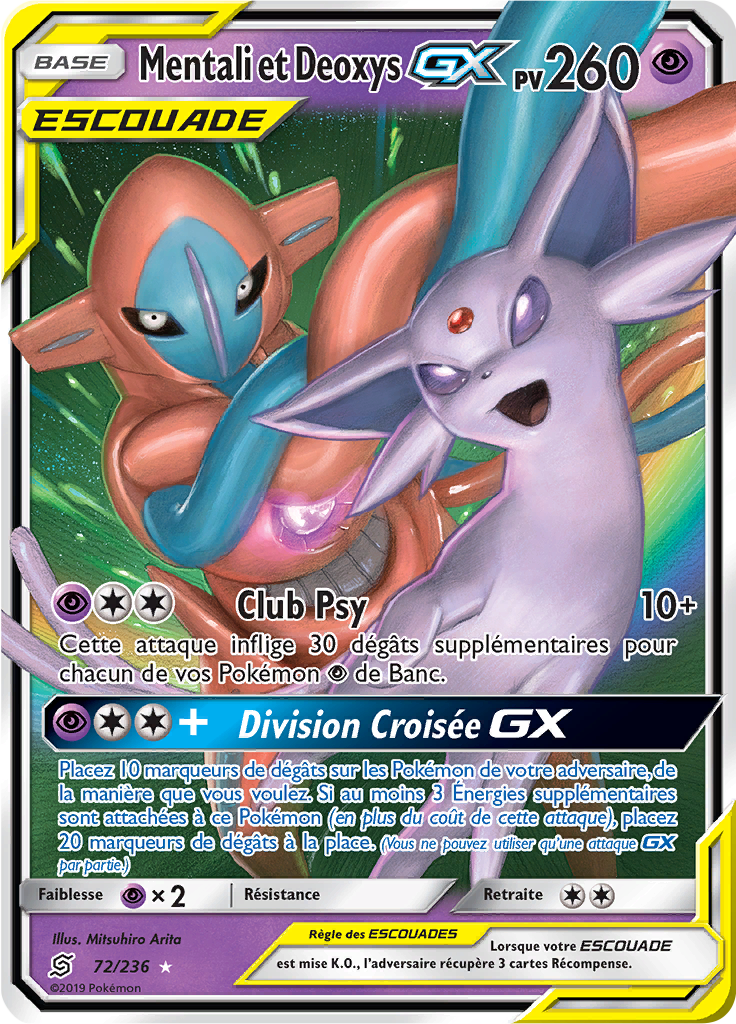 BASE Mentali et Deoxys GX PV 260
ESCOUADE
Club Psy 10+
Cette attaque inflige 30 dégâts supplémentaires pour
chacun de vos Pokémon de Banc.
+ Division Croisée GX
Placez 10 marqueurs de dégâts sur les Pokémon de votre adversaire, de
la manière que vous voulez. Si au moins 3 Énergies supplémentaires
sont attachées à ce Pokémon (en plus du coût de cette attaque), placez
20 marqueurs de dégâts à la place. (Vous ne pouvez utiliser qu'une attaque GX
par partie.)
Faiblesse ×2 Résistance Retraite
Illus. Mitsuhiro Arita
72/236
©2019 Pokémon
Règle des ESCOUADES
Lorsque votre ESCOUADE
est mise K.O., l'adversaire récupère 3 cartes Récompense.